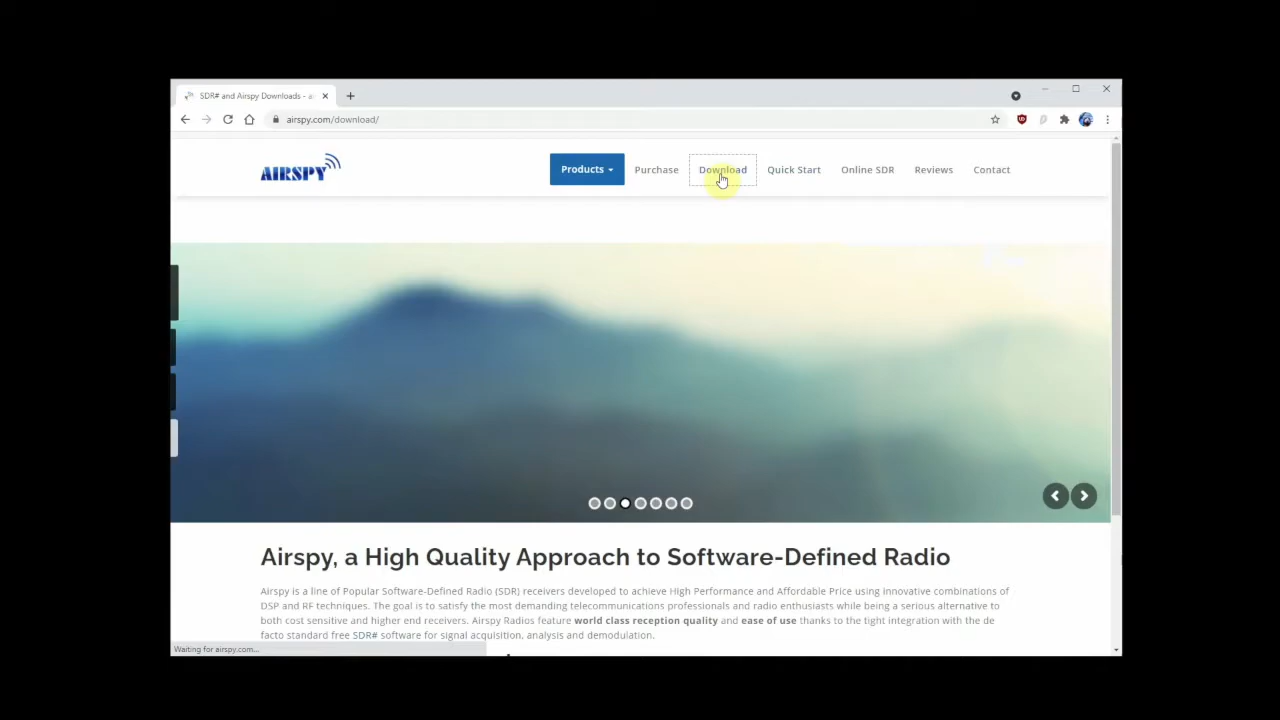 SDR# and Airspy Downloads - a
airspy.com/download/
AIRSPY
Products
Purchase
Download
Quick Start
Online SDR
Reviews
Contact
Airspy, a High Quality Approach to Software-Defined Radio
Airspy is a line of Popular Software-Defined Radio (SDR) receivers developed to achieve High Performance and Affordable Price using innovative combinations of
DSP and RF techniques. The goal is to satisfy the most demanding telecommunications professionals and radio enthusiasts while being a serious alternative to
both cost sensitive and higher end receivers. Airspy Radios feature world class reception quality and ease of use thanks to the tight integration with the de
facto standard free SDR# software for signal acquisition, analysis and demodulation.
Waiting for airspy.com...